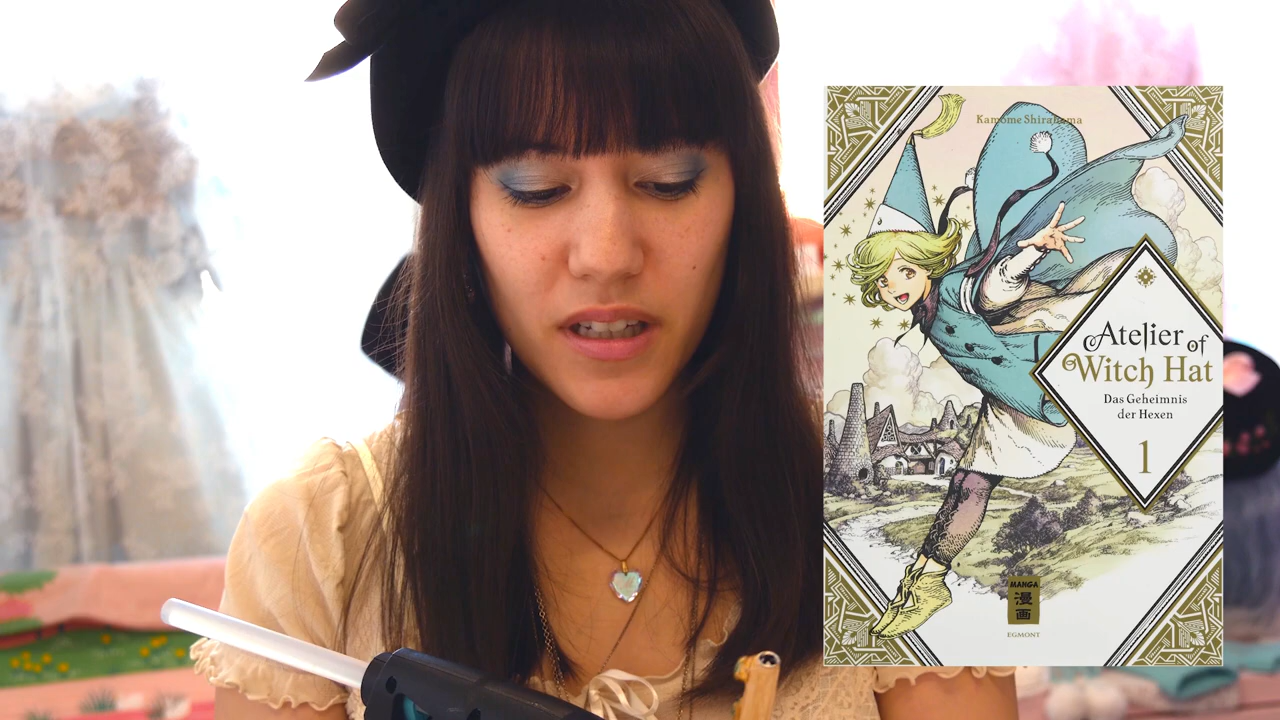 Kamome Shirahama
Atelier of
Witch Hat
Das Geheimnis
der Hexen
1
MANGA
漫
画
EGMONT